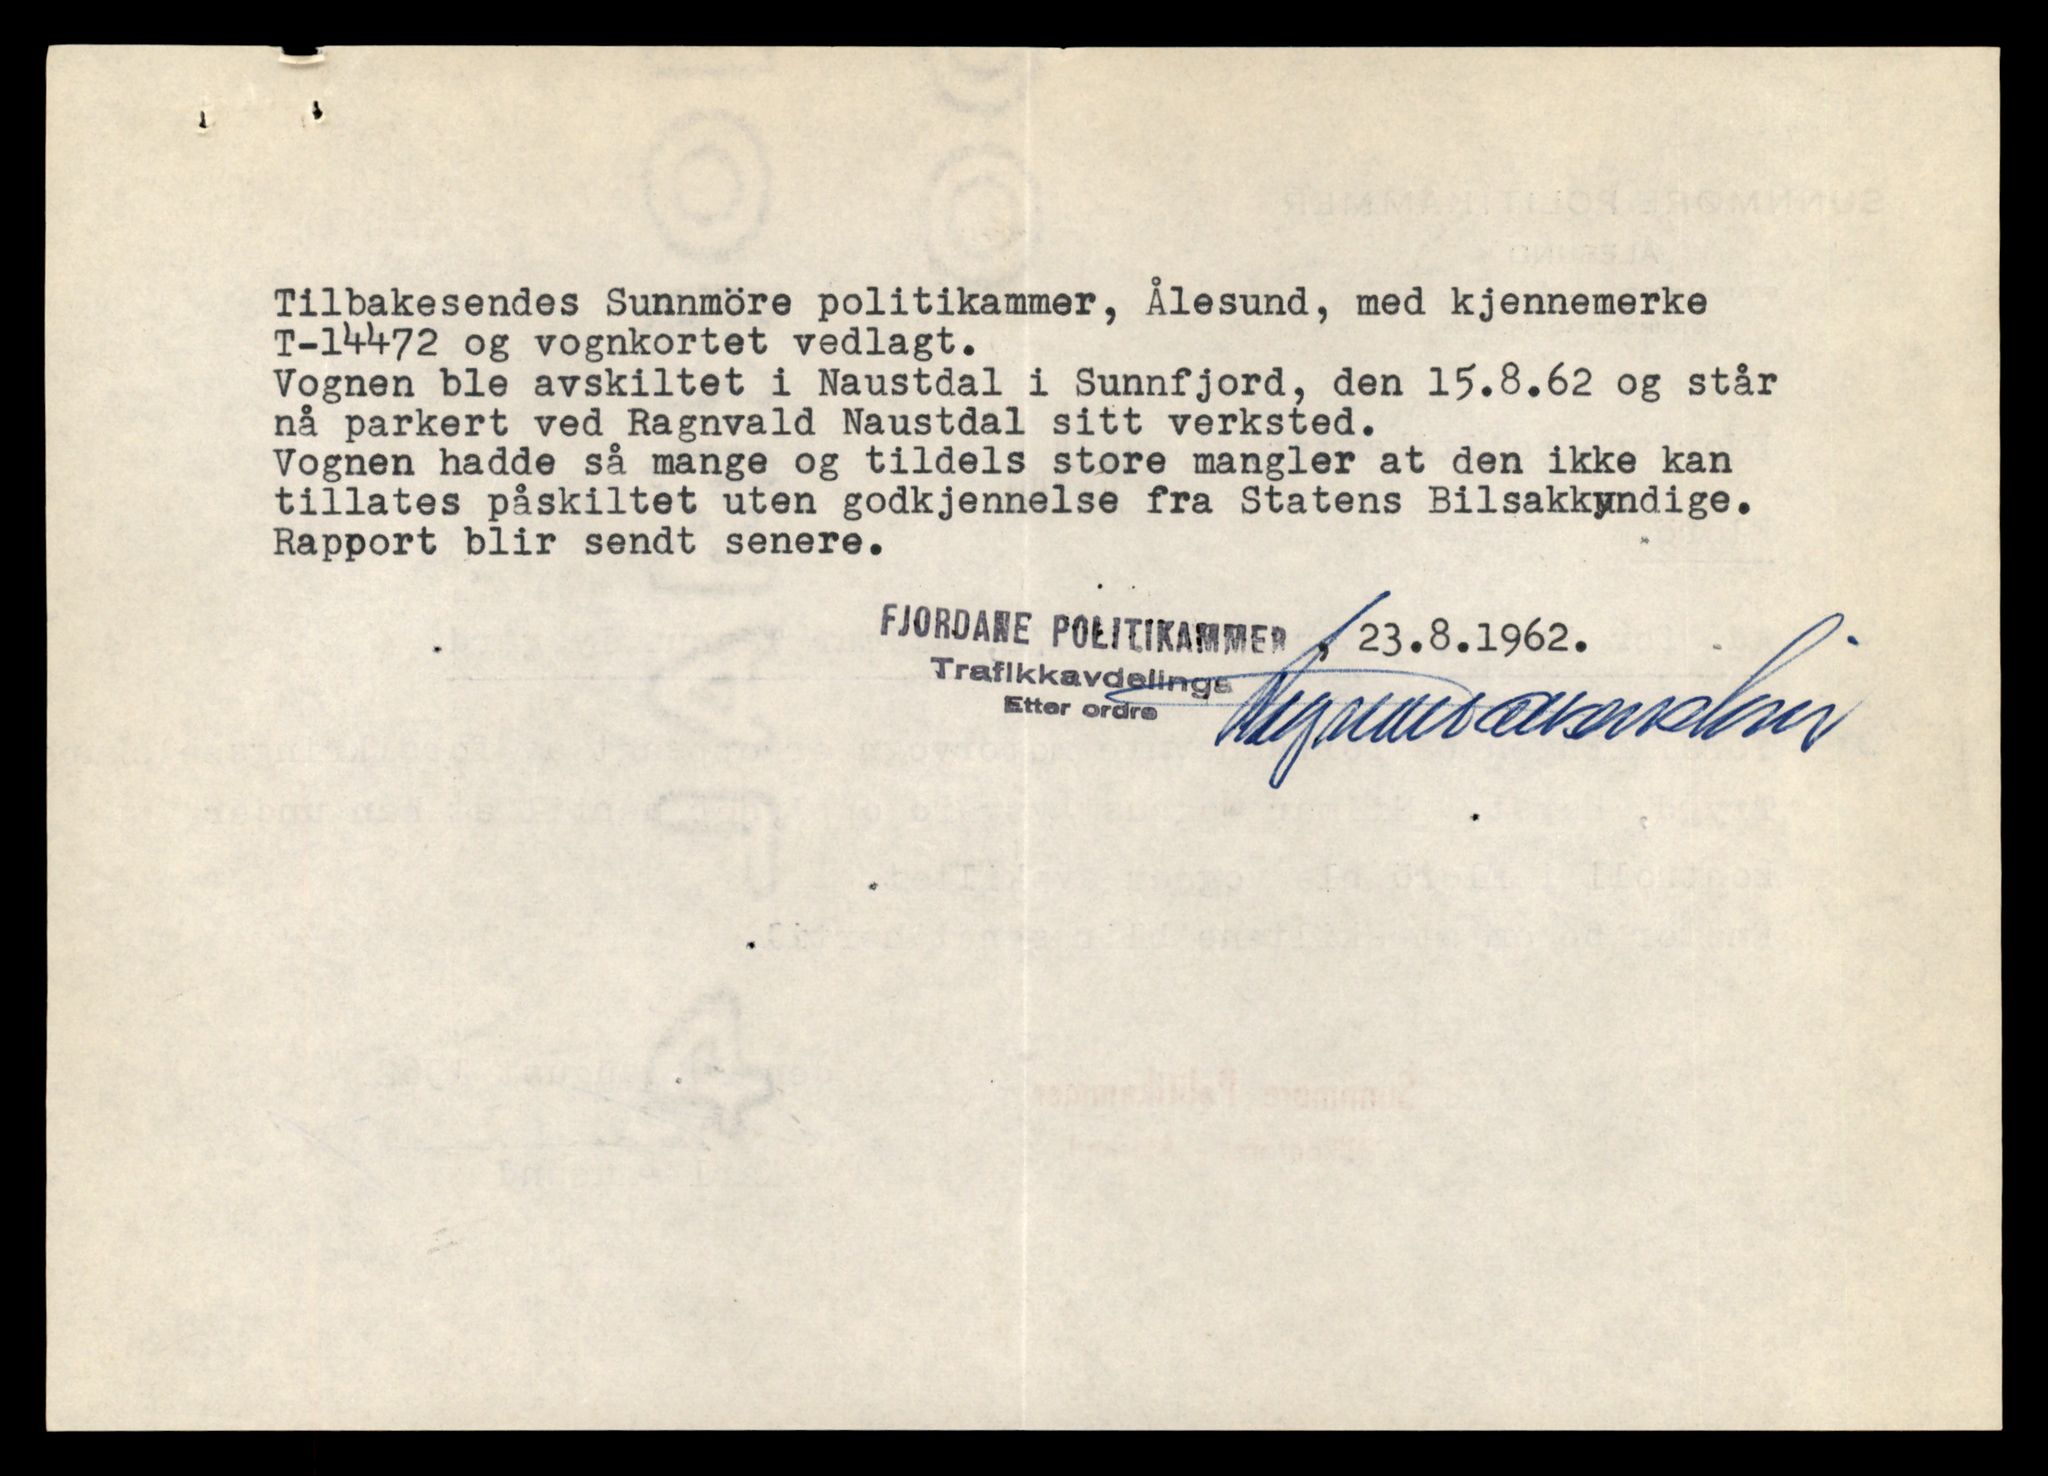 Tilbakesendes Sunnmöre politikammer, Ålesund, med kjennemerke
T-14472 og vognkortet vedlagt.
Vognen ble avskiltet i Naustdal i Sunnfjord, den 15.8.62 og står
nå parkert ved Ragnvald Naustdal sitt verksted.
Vognen hadde så mange og tildels store mangler at den ikke kan
tillates påskiltet uten godkjennelse fra Statens Bilsakkyndige.
Rapport blir sendt senere.
FJORDANE POLITIKAMMER, 23.8.1962.
Trafikkavdelings
Etter ordre